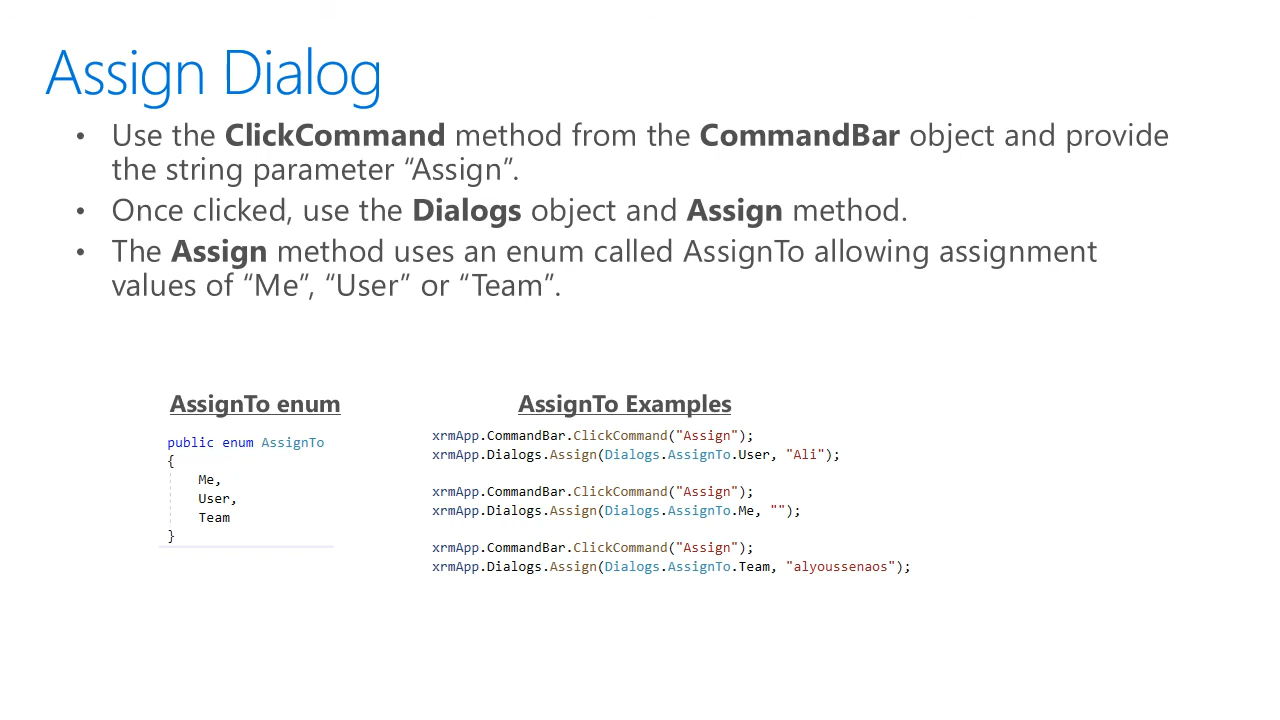 Assign Dialog
• Use the ClickCommand method from the CommandBar object and provide
the string parameter “Assign”.
• Once clicked, use the Dialogs object and Assign method.
• The Assign method uses an enum called AssignTo allowing assignment
values of “Me”, “User” or “Team”.
AssignTo enum
public enum AssignTo
{
Me,
User,
Team
}
AssignTo Examples
xrmApp.CommandBar.ClickCommand("Assign");
xrmApp.Dialogs.Assign(Dialogs.AssignTo.User, "Ali");
xrmApp.CommandBar.ClickCommand("Assign");
xrmApp.Dialogs.Assign(Dialogs.AssignTo.Me, "");
xrmApp.CommandBar.ClickCommand("Assign");
xrmApp.Dialogs.Assign(Dialogs.AssignTo.Team, "alyoussenaos");